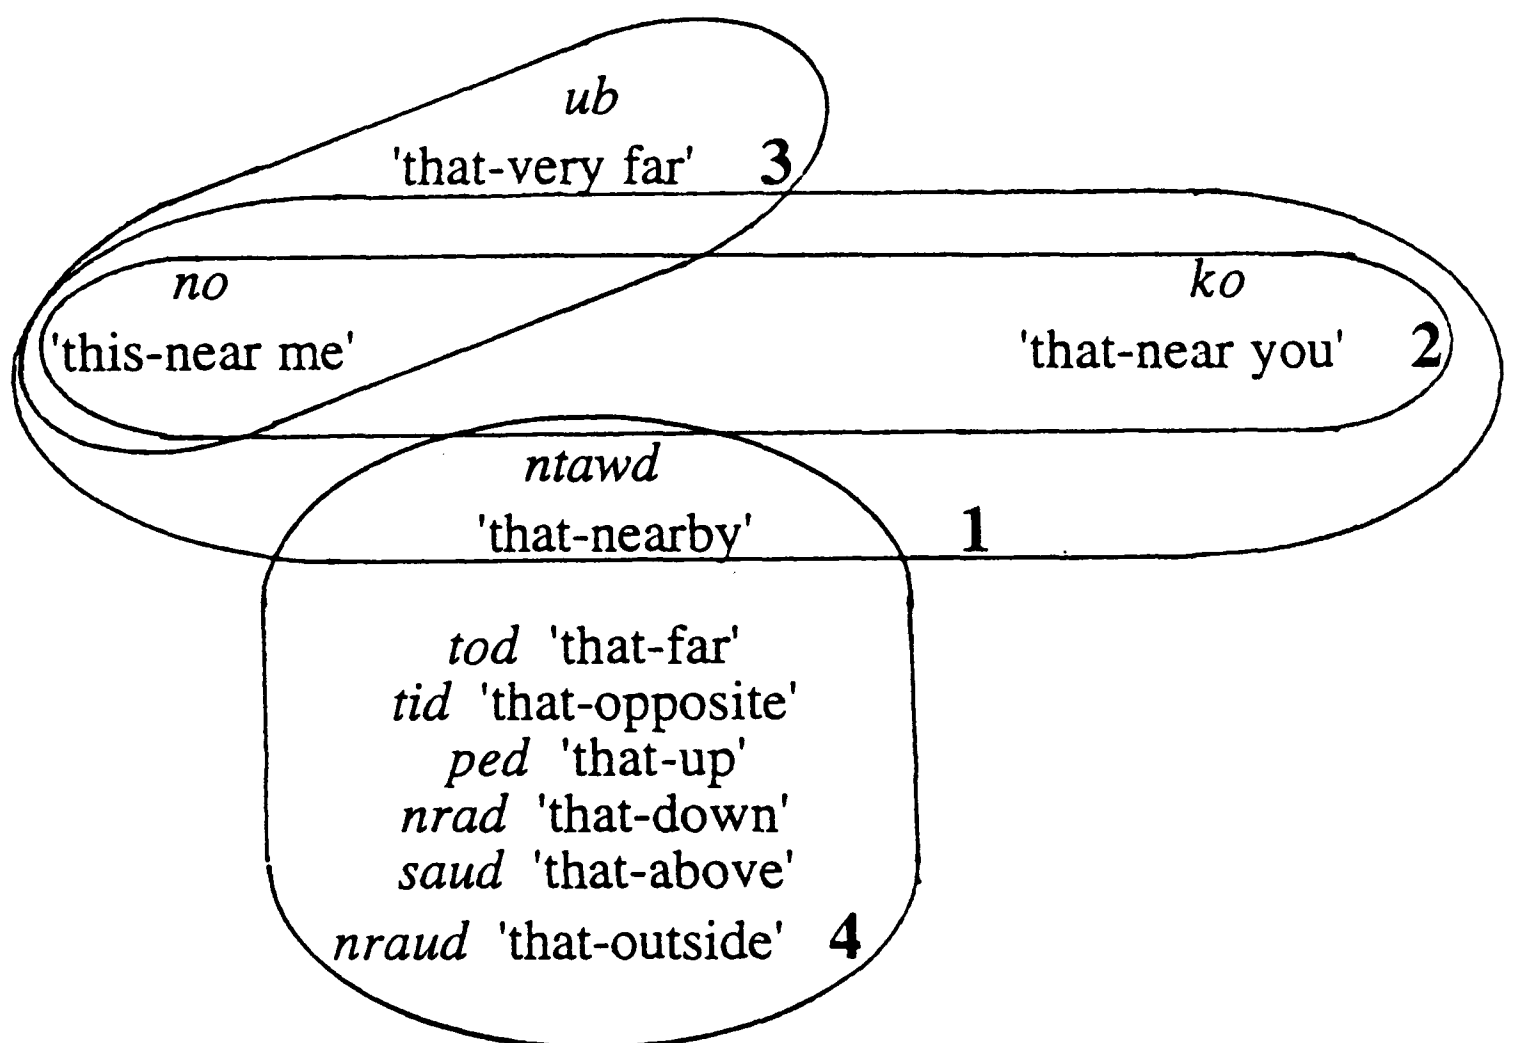 ub
'that-very far' 3
no
'this-near me'
ko
'that-near you' 2
ntawd
'that-nearby' 1
tod 'that-far'
tid 'that-opposite'
ped 'that-up'
nrad 'that-down'
saud 'that-above'
nraud 'that-outside' 4